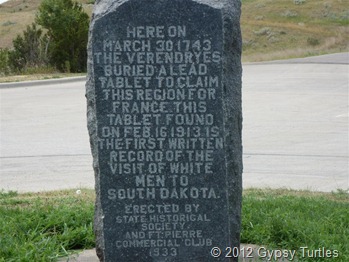 HERE ON
MARCH 30 1743
THE VERENDRYES
BURIED A LEAD
TABLET TO CLAIM
THIS REGION FOR
FRANCE. THIS
TABLET FOUND
ON FEB. 16, 1913, IS
THE FIRST WRITTEN
RECORD OF THE
VISIT OF WHITE
MEN TO
SOUTH DAKOTA.
ERECTED BY
STATE HISTORICAL
SOCIETY
AND FT. PIERRE
COMMERCIAL CLUB
1933
©2012 Gypsy Turtles